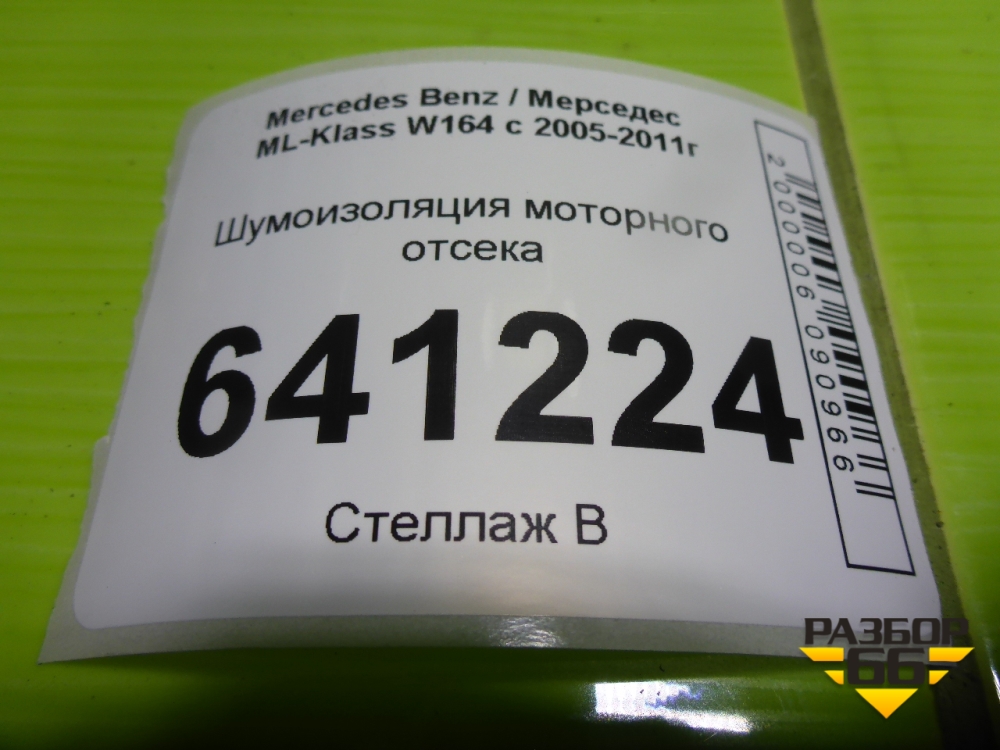 Mercedes Benz / Мерседес
ML-Klass W164 с 2005-2011г
Шумоизоляция моторного
отсека
641224
Стеллаж В
2000006090966
РАЗБОР
66